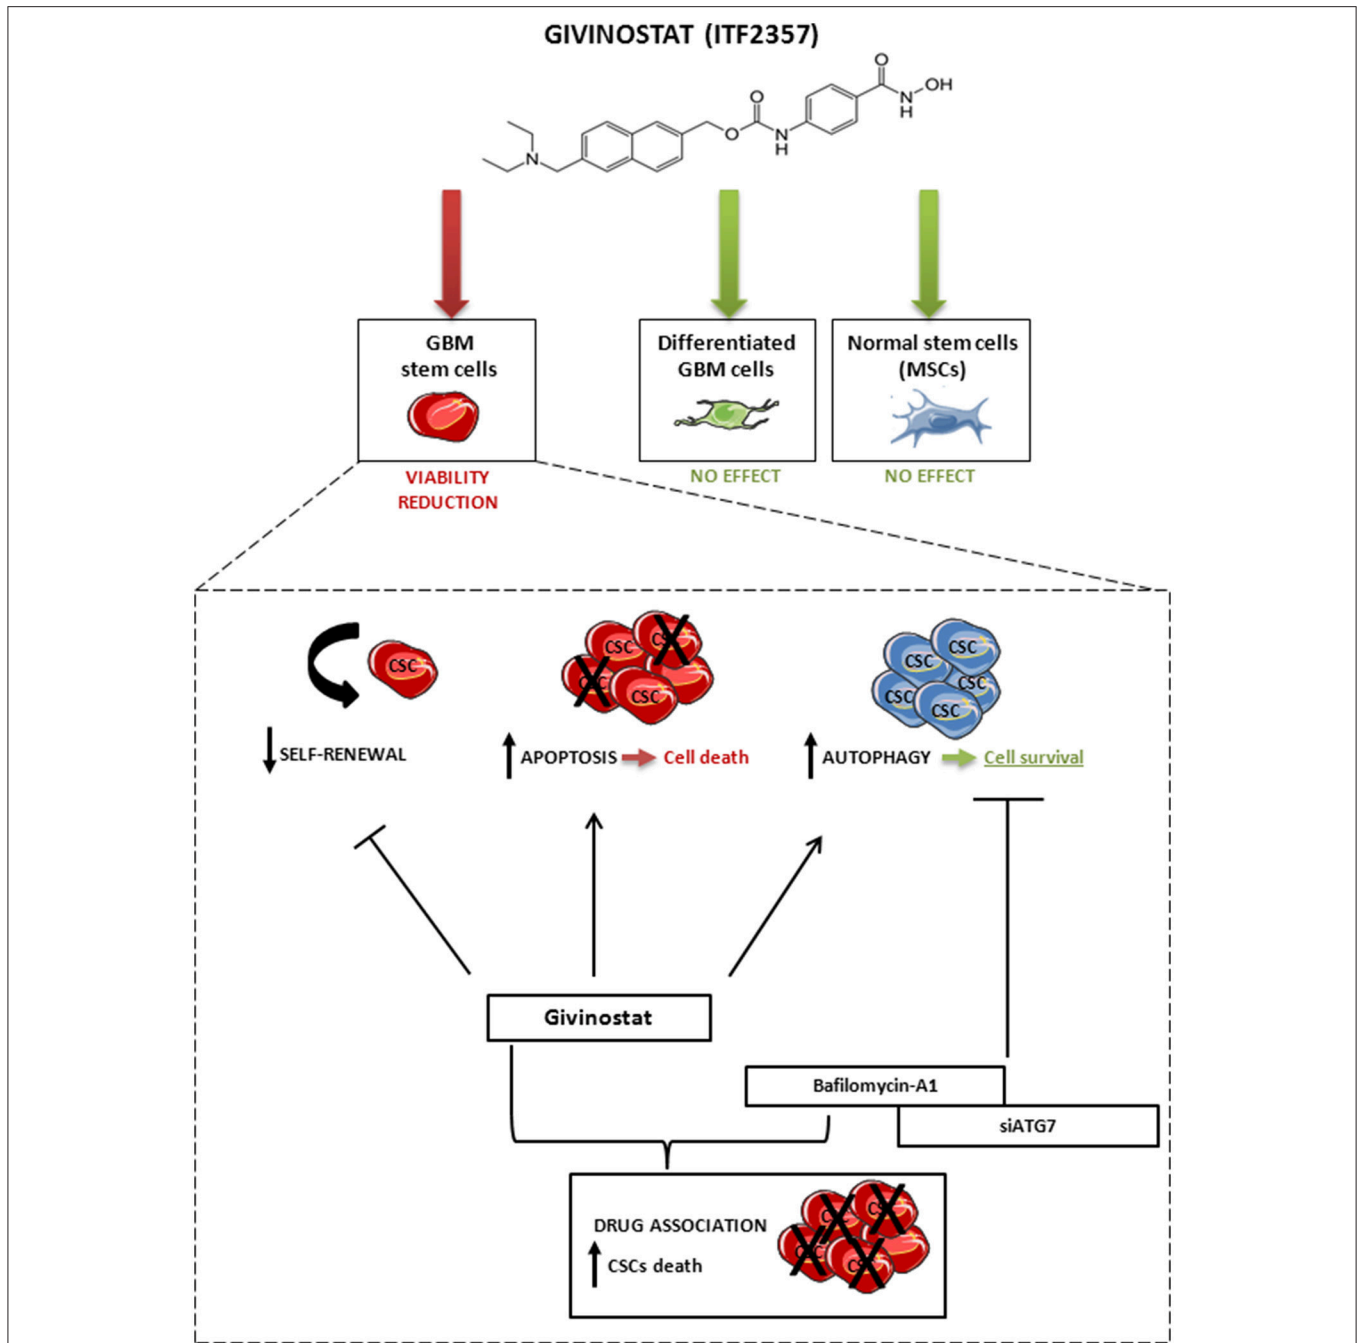 GIVINOSTAT (ITF2357)
O
N
H
OH
O
O
N
H
N
GBM
stem cells
Differentiated
GBM cells
Normal stem cells
(MSCs)
VIABILITY
REDUCTION
NO EFFECT
NO EFFECT
CSC
CSC
CSC
CSC
CSC
CSC
CSC
CSC
SELF-RENEWAL
APOPTOSIS
Cell death
AUTOPHAGY
Cell survival
Givinostat
Bafilomycin-A1
siATG7
DRUG ASSOCIATION
CSCs death